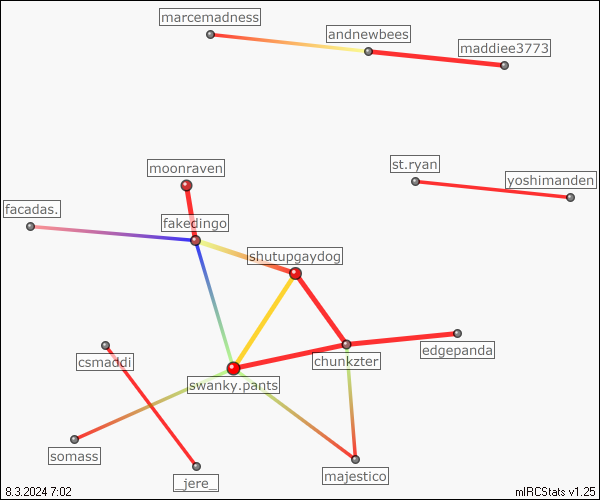 marcemadness
andnewbees
maddiee3773
st.ryan
moonraven
yoshimanden
facadas.
fakedingo
shutupgaydog
edgepanda
chunkzter
csmaddi
swanky.pants
somass
majestico
_jere_
8.3.2024 7:02
mIRCStats v1.25